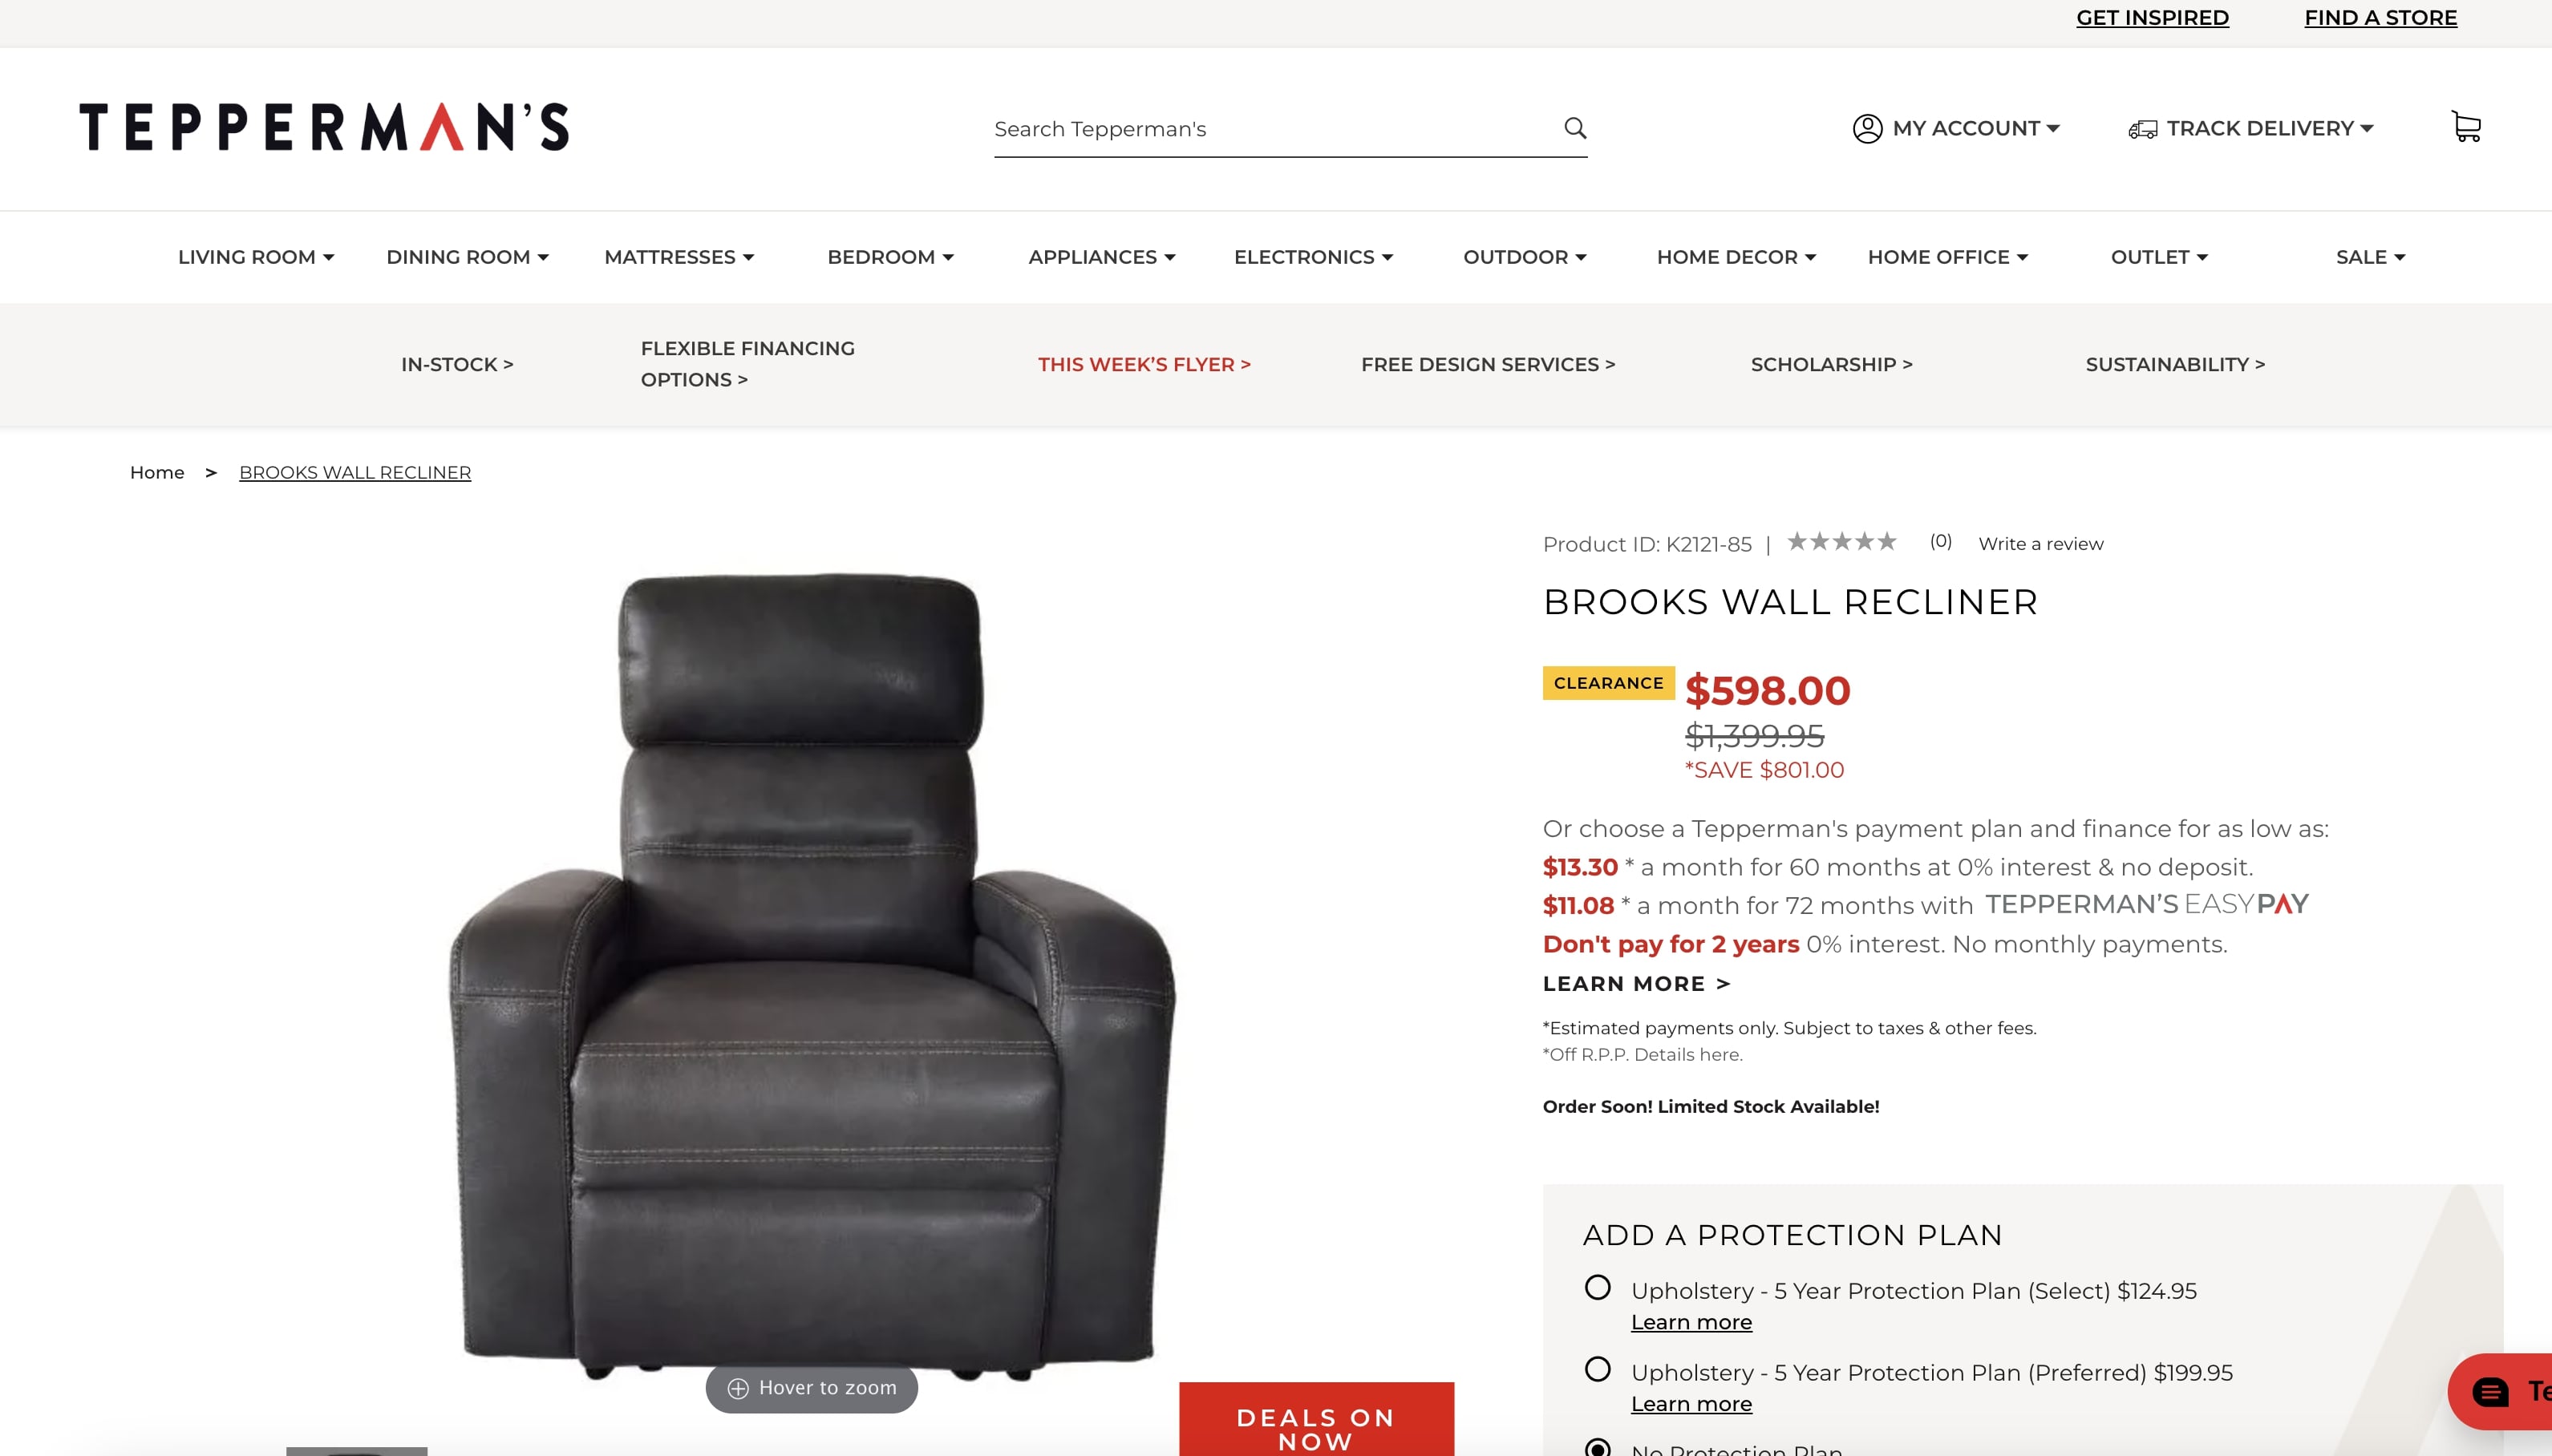 GET INSPIRED
FIND A STORE
TEPPERMAN'S
Search Tepperman's
MY ACCOUNT
TRACK DELIVERY
LIVING ROOM
DINING ROOM
MATTRESSES
BEDROOM
APPLIANCES
ELECTRONICS
OUTDOOR
HOME DECOR
HOME OFFICE
OUTLET
SALE
IN-STOCK >
FLEXIBLE FINANCING
OPTIONS >
THIS WEEK'S FLYER >
FREE DESIGN SERVICES >
SCHOLARSHIP >
SUSTAINABILITY >
Home > BROOKS WALL RECLINER
Product ID: K2121-85 | ★★★★★ (0) Write a review
BROOKS WALL RECLINER
CLEARANCE $598.00
$1,399.95
*SAVE $801.00
Or choose a Tepperman's payment plan and finance for as low as:
$13.30 * a month for 60 months at 0% interest & no deposit.
$11.08 * a month for 72 months with TEPPERMAN'S EASYPAY
Don't pay for 2 years 0% interest. No monthly payments.
LEARN MORE >
*Estimated payments only. Subject to taxes & other fees.
*Off R.P.P. Details here.
Order Soon! Limited Stock Available!
ADD A PROTECTION PLAN
Upholstery - 5 Year Protection Plan (Select) $124.95
Learn more
Upholstery - 5 Year Protection Plan (Preferred) $199.95
Learn more
No Protection Plan
Hover to zoom
DEALS ON
NOW